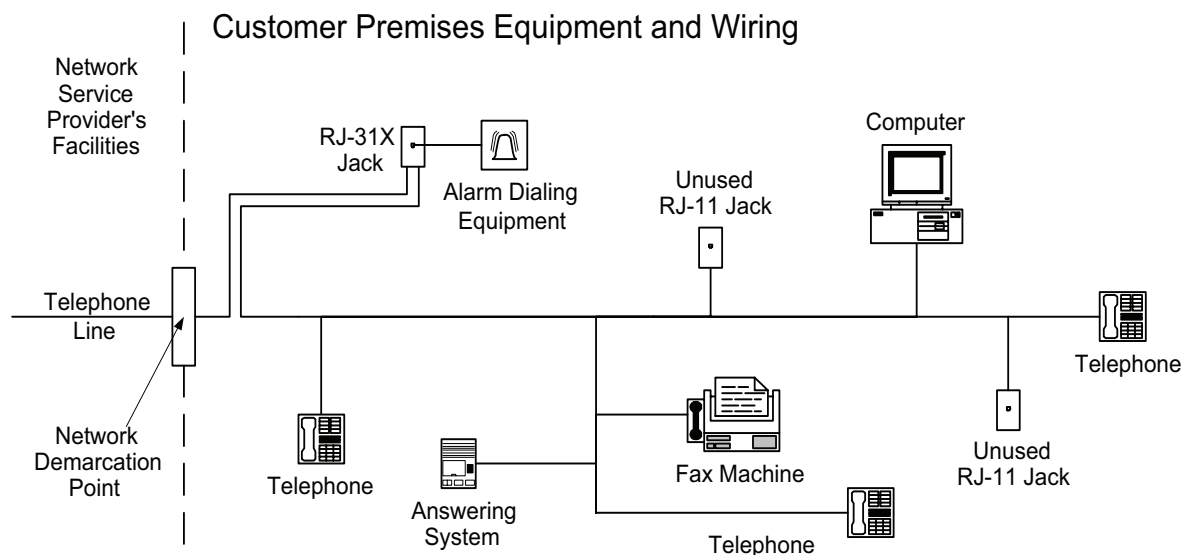 Customer Premises Equipment and Wiring
Network
Service
Provider's
Facilities
RJ-31X
Jack
Alarm Dialing
Equipment
Unused
RJ-11 Jack
Computer
Telephone
Line
Telephone
Network
Demarcation
Point
Telephone
Answering
System
Fax Machine
Telephone
Unused
RJ-11 Jack